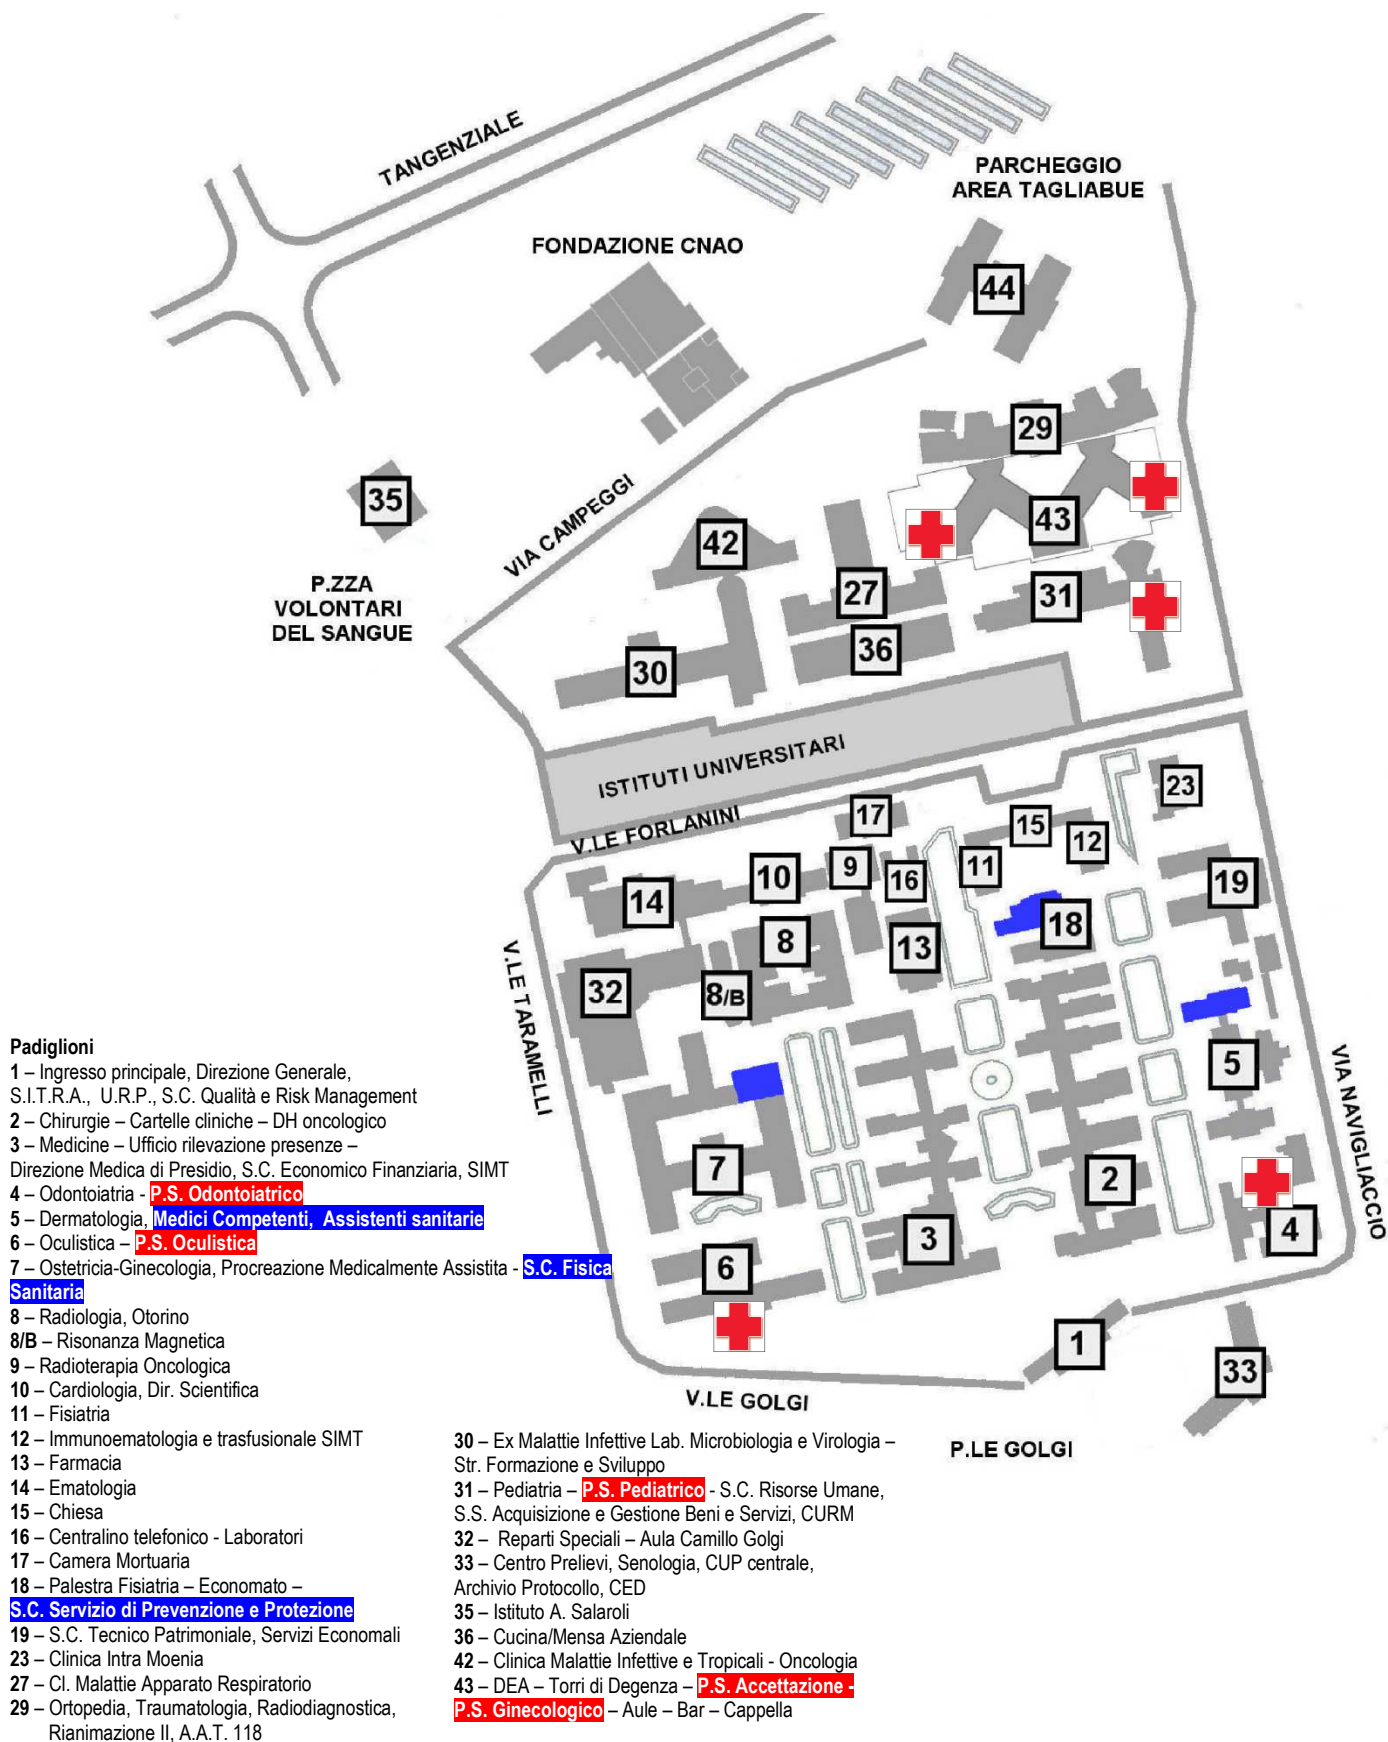 TANGENZIALE
PARCHEGGIO
AREA TAGLIABUE
FONDAZIONE CNAO
44
29
35
43
VIA CAMPEGGI
42
P.ZZA
VOLONTARI
DEL SANGUE
27
31
36
30
ISTITUTI UNIVERSITARI
23
17
15
V.LE FORLANINI
12
9
11
10
16
19
14
18
8
13
V.LE TARAMELLI
32
8/B
5
VIA NAVIGLIACCIO
7
2
4
3
6
1
33
V.LE GOLGI
P.LE GOLGI
Padiglioni
1 – Ingresso principale, Direzione Generale,
S.I.T.R.A., U.R.P., S.C. Qualità e Risk Management
2 – Chirurgie – Cartelle cliniche – DH oncologico
3 – Medicine – Ufficio rilevazione presenze –
Direzione Medica di Presidio, S.C. Economico Finanziaria, SIMT
4 – Odontoiatria - P.S. Odontoiatrico
5 – Dermatologia, Medici Competenti, Assistenti sanitarie
6 – Oculistica – P.S. Oculistica
7 – Ostetricia-Ginecologia, Procreazione Medicalmente Assistita - S.C. Fisica
Sanitaria
8 – Radiologia, Otorino
8/B – Risonanza Magnetica
9 – Radioterapia Oncologica
10 – Cardiologia, Dir. Scientifica
11 – Fisiatria
12 – Immunoematologia e trasfusionale SIMT
13 – Farmacia
14 – Ematologia
15 – Chiesa
16 – Centralino telefonico - Laboratori
17 – Camera Mortuaria
18 – Palestra Fisiatria – Economato –
S.C. Servizio di Prevenzione e Protezione
19 – S.C. Tecnico Patrimoniale, Servizi Economali
23 – Clinica Intra Moenia
27 – Cl. Malattie Apparato Respiratorio
29 – Ortopedia, Traumatologia, Radiodiagnostica,
Rianimazione II, A.A.T. 118
30 – Ex Malattie Infettive Lab. Microbiologia e Virologia –
Str. Formazione e Sviluppo
31 – Pediatria – P.S. Pediatrico - S.C. Risorse Umane,
S.S. Acquisizione e Gestione Beni e Servizi, CURM
32 – Reparti Speciali – Aula Camillo Golgi
33 – Centro Prelievi, Senologia, CUP centrale,
Archivio Protocollo, CED
35 – Istituto A. Salaroli
36 – Cucina/Mensa Aziendale
42 – Clinica Malattie Infettive e Tropicali - Oncologia
43 – DEA – Torri di Degenza – P.S. Accettazione -
P.S. Ginecologico – Aule – Bar – Cappella